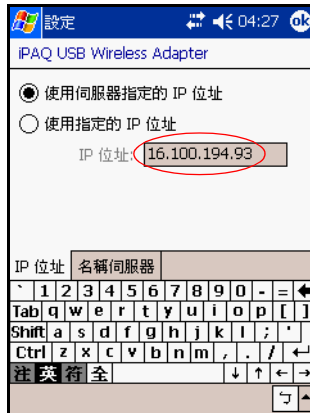 設定 04:27 ok
iPAQ USB Wireless Adapter
使用伺服器指定的 IP 位址
使用指定的 IP 位址
IP 位址: 16.100.194.93
IP 位址 名稱伺服器
` 1 2 3 4 5 6 7 8 9 0 - =
Tab q w e r t y u i o p [ ]
Shift a s d f g h j k l ; '
Ctrl z x c v b n m , . /
注 英 符 全
ㄅ